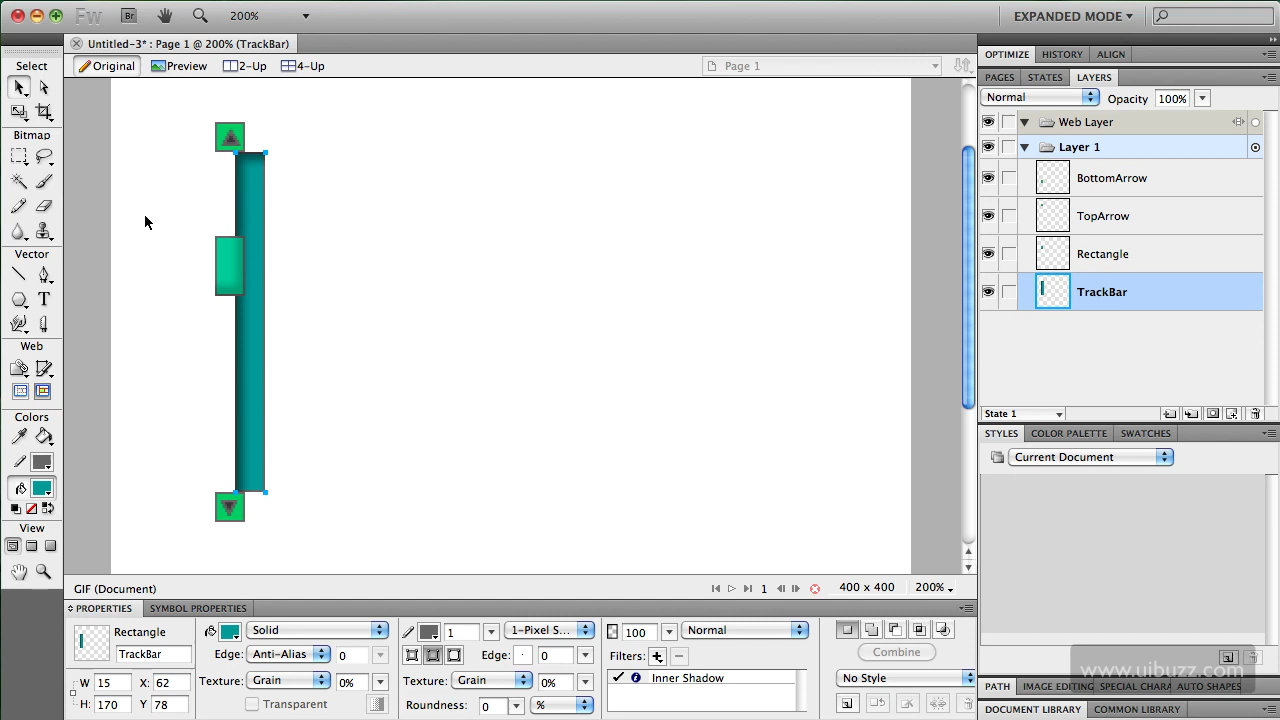 Fw Br 200% EXPANDED MODE
Untitled-3* : Page 1 @ 200% (TrackBar)
Original Preview 2-Up 4-Up Page 1
Select
Bitmap
Vector
T
Web
Colors
View
GIF (Document) 1 400 x 400 200%
PROPERTIES SYMBOL PROPERTIES
Rectangle Solid 1 1-Pixel S... 100 Normal
TrackBar Edge: Anti-Alias 0 Edge: 0 Filters: Combine
W 15 X: 62 Texture: Grain 0% Texture: Grain 0% Inner Shadow No Style
H: 170 Y: 78 Transparent Roundness: 0 %
OPTIMIZE HISTORY ALIGN
PAGES STATES LAYERS
Normal Opacity 100%
Web Layer
Layer 1
BottomArrow
TopArrow
Rectangle
TrackBar
State 1
STYLES COLOR PALETTE SWATCHES
Current Document
www.uibuzz.com
PATH IMAGE EDITING SPECIAL CHARA AUTO SHAPES
DOCUMENT LIBRARY COMMON LIBRARY